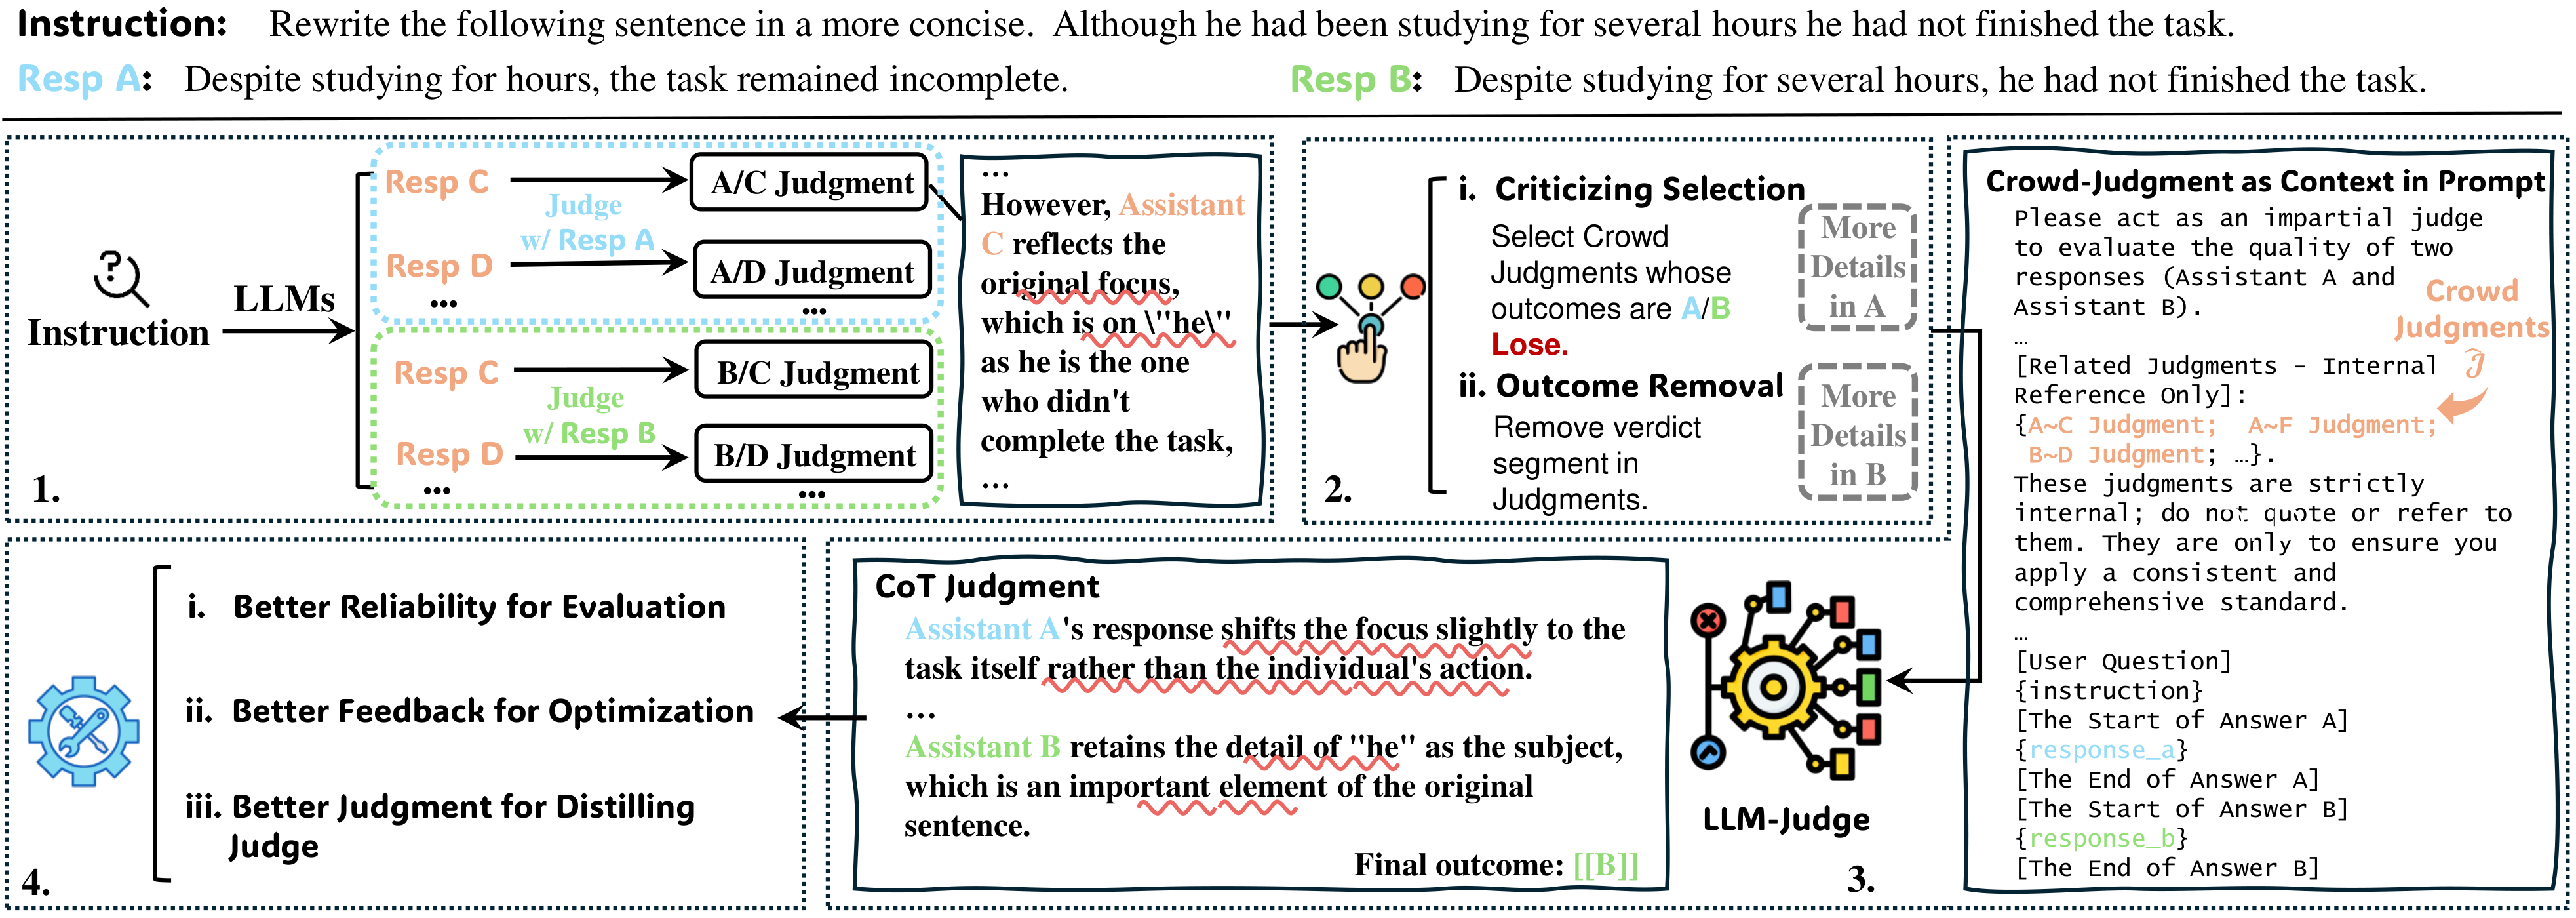 Instruction: Rewrite the following sentence in a more concise. Although he had been studying for several hours he had not finished the task.
Resp A: Despite studying for hours, the task remained incomplete.
Resp B: Despite studying for several hours, he had not finished the task.
Instruction
LLMs
Resp C
Judge
w/ Resp A
A/C Judgment
Resp D
A/D Judgment
...
...
Resp C
Judge
w/ Resp B
B/C Judgment
Resp D
B/D Judgment
...
...
1.
...
However, Assistant
C reflects the
original focus,
which is on \"he\"
as he is the one
who didn't
complete the task,
...
2.
i. Criticizing Selection
Select Crowd
Judgments whose
outcomes are A/B
Lose.
More
Details
in A
ii. Outcome Removal
Remove verdict
segment in
Judgments.
More
Details
in B
Crowd-Judgment as Context in Prompt
Please act as an impartial judge
to evaluate the quality of two
responses (Assistant A and
Assistant B).
…
[Related Judgments – Internal
Reference Only]:
{A~C Judgment; A~F Judgment;
B~D Judgment; …}.
These judgments are strictly
internal; do not quote or refer to
them. They are only to ensure you
apply a consistent and
comprehensive standard.
…
[User Question]
{instruction}
[The Start of Answer A]
{response_a}
[The End of Answer A]
[The Start of Answer B]
{response_b}
[The End of Answer B]
Crowd
Judgments
Ĵ
LLM-Judge
3.
CoT Judgment
Assistant A's response shifts the focus slightly to the
task itself rather than the individual's action.
...
Assistant B retains the detail of "he" as the subject,
which is an important element of the original
sentence.
Final outcome: [[B]]
i. Better Reliability for Evaluation
ii. Better Feedback for Optimization
iii. Better Judgment for Distilling
Judge
4.